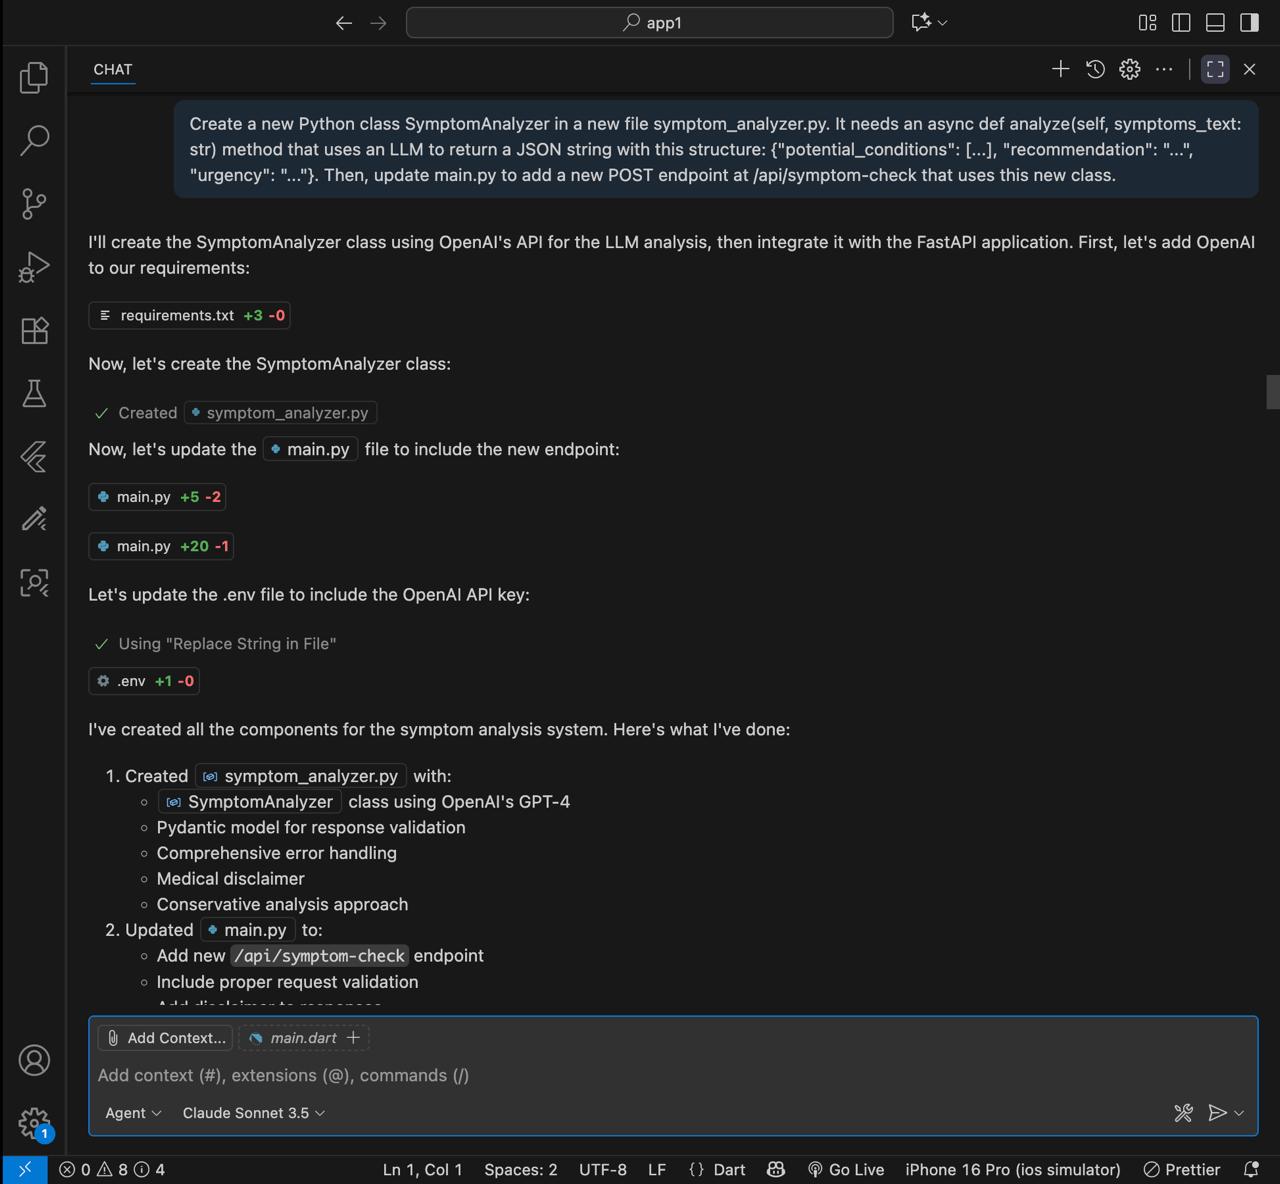 app1
CHAT
Create a new Python class SymptomAnalyzer in a new file symptom_analyzer.py. It needs an async def analyze(self, symptoms_text:
str) method that uses an LLM to return a JSON string with this structure: {"potential_conditions": [...], "recommendation": "...",
"urgency": "..."}. Then, update main.py to add a new POST endpoint at /api/symptom-check that uses this new class.
I'll create the SymptomAnalyzer class using OpenAI's API for the LLM analysis, then integrate it with the FastAPI application. First, let's add OpenAI
to our requirements:
requirements.txt +3 -0
Now, let's create the SymptomAnalyzer class:
Created symptom_analyzer.py
Now, let's update the main.py file to include the new endpoint:
main.py +5 -2
main.py +20 -1
Let's update the .env file to include the OpenAI API key:
Using "Replace String in File"
.env +1 -0
I've created all the components for the symptom analysis system. Here's what I've done:
1. Created symptom_analyzer.py with:
SymptomAnalyzer class using OpenAI's GPT-4
Pydantic model for response validation
Comprehensive error handling
Medical disclaimer
Conservative analysis approach
2. Updated main.py to:
Add new /api/symptom-check endpoint
Include proper request validation
Add disclaimer to responses
Add Context... main.dart
Add context (#), extensions (@), commands (/)
Agent Claude Sonnet 3.5
1
0 8 4 Ln 1, Col 1 Spaces: 2 UTF-8 LF {} Dart Go Live iPhone 16 Pro (ios simulator) Prettier